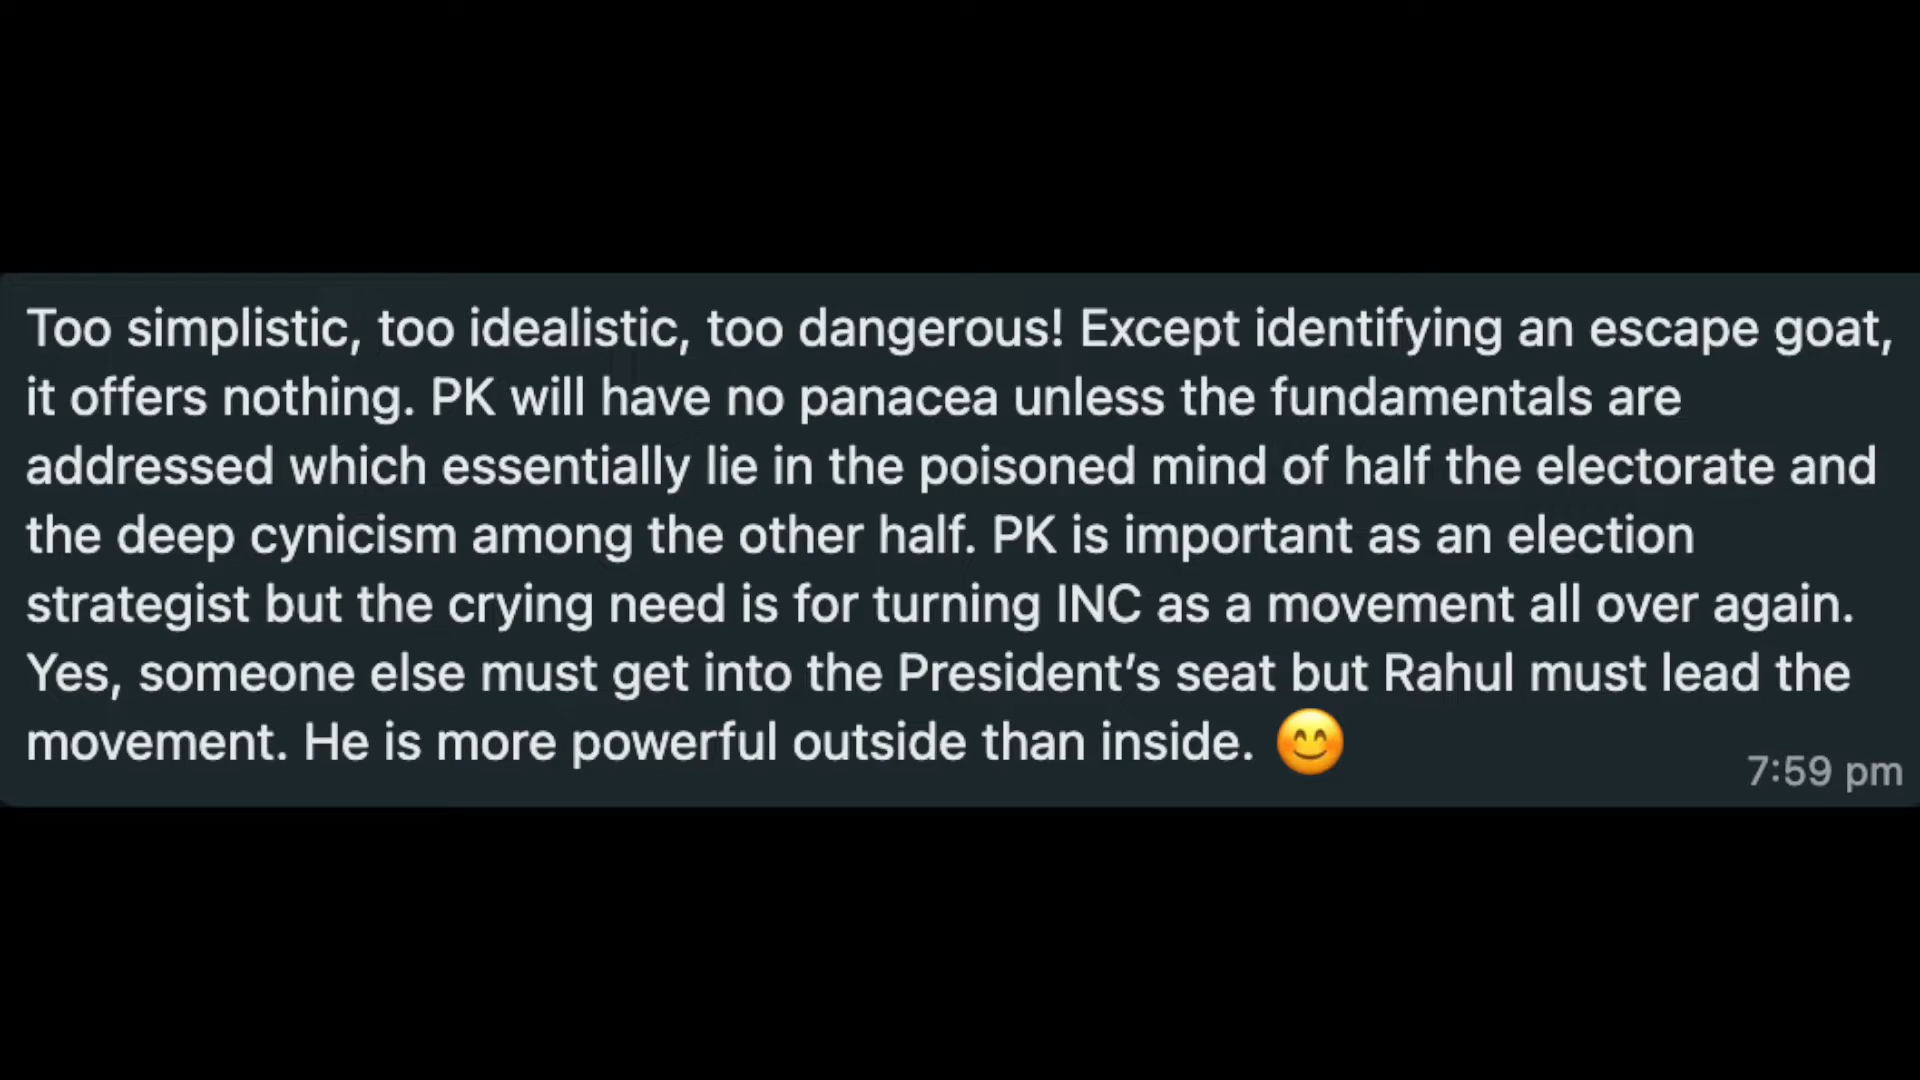 Too simplistic, too idealistic, too dangerous! Except identifying an escape goat,
it offers nothing. PK will have no panacea unless the fundamentals are
addressed which essentially lie in the poisoned mind of half the electorate and
the deep cynicism among the other half. PK is important as an election
strategist but the crying need is for turning INC as a movement all over again.
Yes, someone else must get into the President’s seat but Rahul must lead the
movement. He is more powerful outside than inside. 😊
7:59 pm